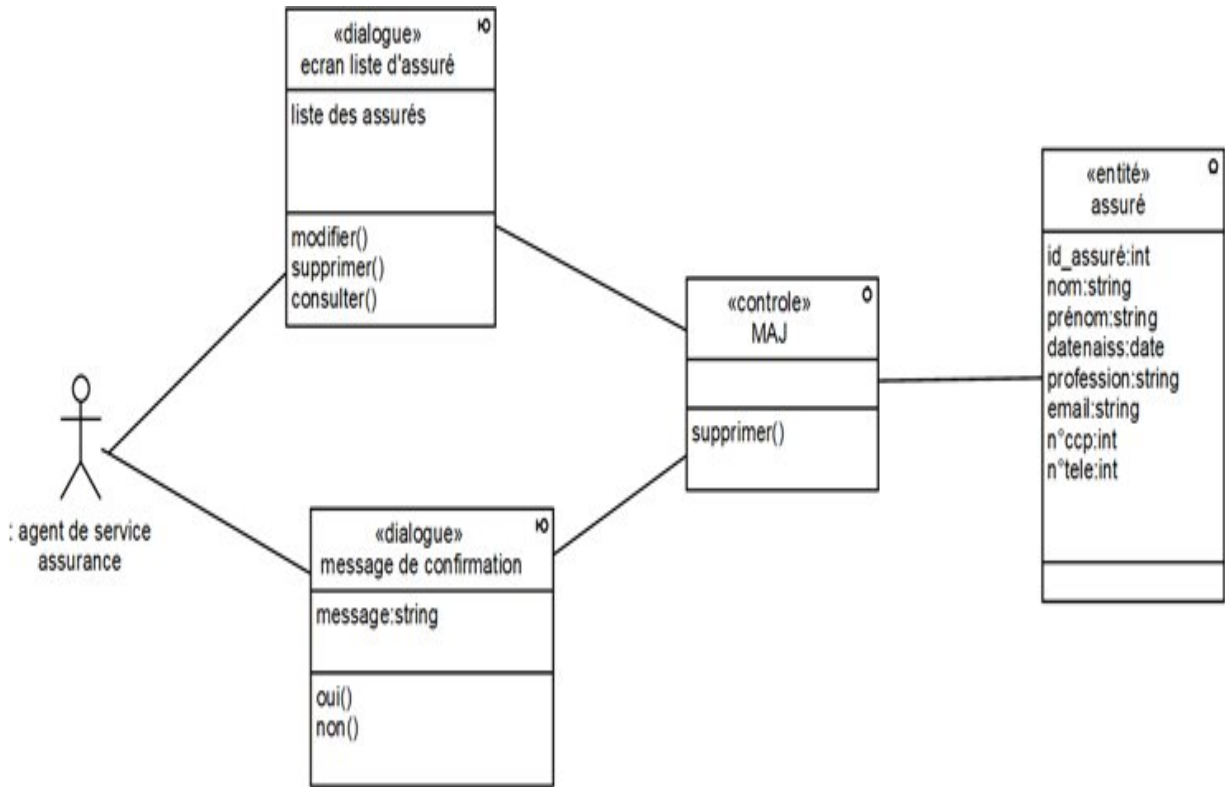 «dialogue»
ecran liste d'assuré
liste des assurés
modifier()
supprimer()
consulter()
: agent de service
assurance
«dialogue»
message de confirmation
message:string
oui()
non()
«controle»
MAJ
supprimer()
«entité»
assuré
id_assuré:int
nom:string
prénom:string
datenaiss:date
profession:string
email:string
n°ccp:int
n°tele:int